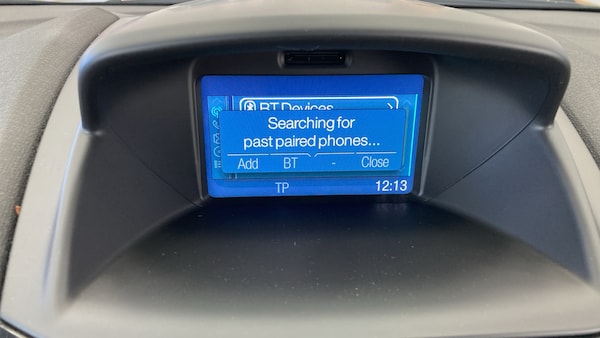 BT Devices
Searching for
past paired phones...
Add BT - Close
TP 12:13